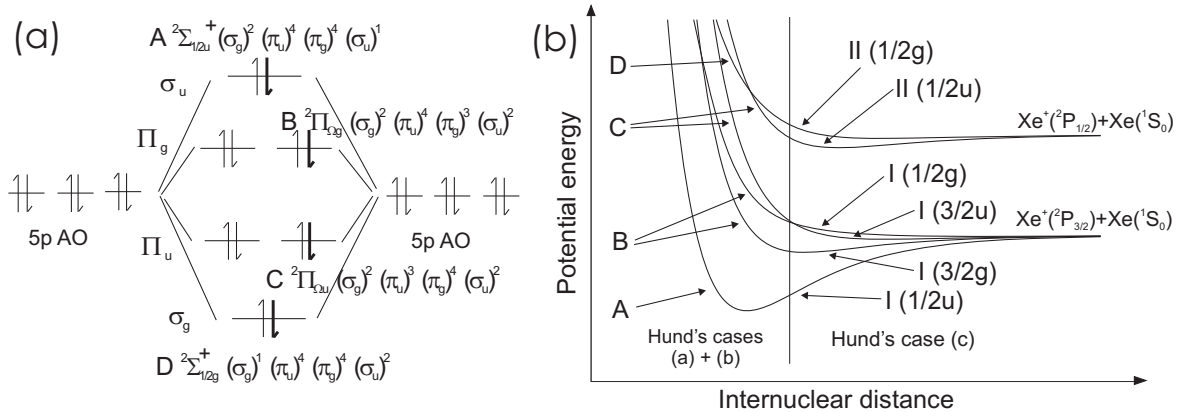 (a)
A ²Σ⁺₁/₂ᵤ (σg)² (πᵤ)⁴ (πg)⁴ (σᵤ)¹
σᵤ
B ²Π_Ωg (σg)² (πᵤ)⁴ (πg)³ (σᵤ)²
Πg
5p AO
5p AO
Πᵤ
C ²Π_Ωu (σg)² (πᵤ)³ (πg)⁴ (σᵤ)²
σg
D ²Σ⁺₁/₂g (σg)¹ (πᵤ)⁴ (πg)⁴ (σᵤ)²
(b)
Potential energy
D
C
B
A
II (1/2g)
II (1/2u)
Xe⁺(²P₁/₂)+Xe(¹S₀)
I (1/2g)
I (3/2u)
Xe⁺(²P₃/₂)+Xe(¹S₀)
I (3/2g)
I (1/2u)
Hund's cases
(a) + (b)
Hund's case (c)
Internuclear distance